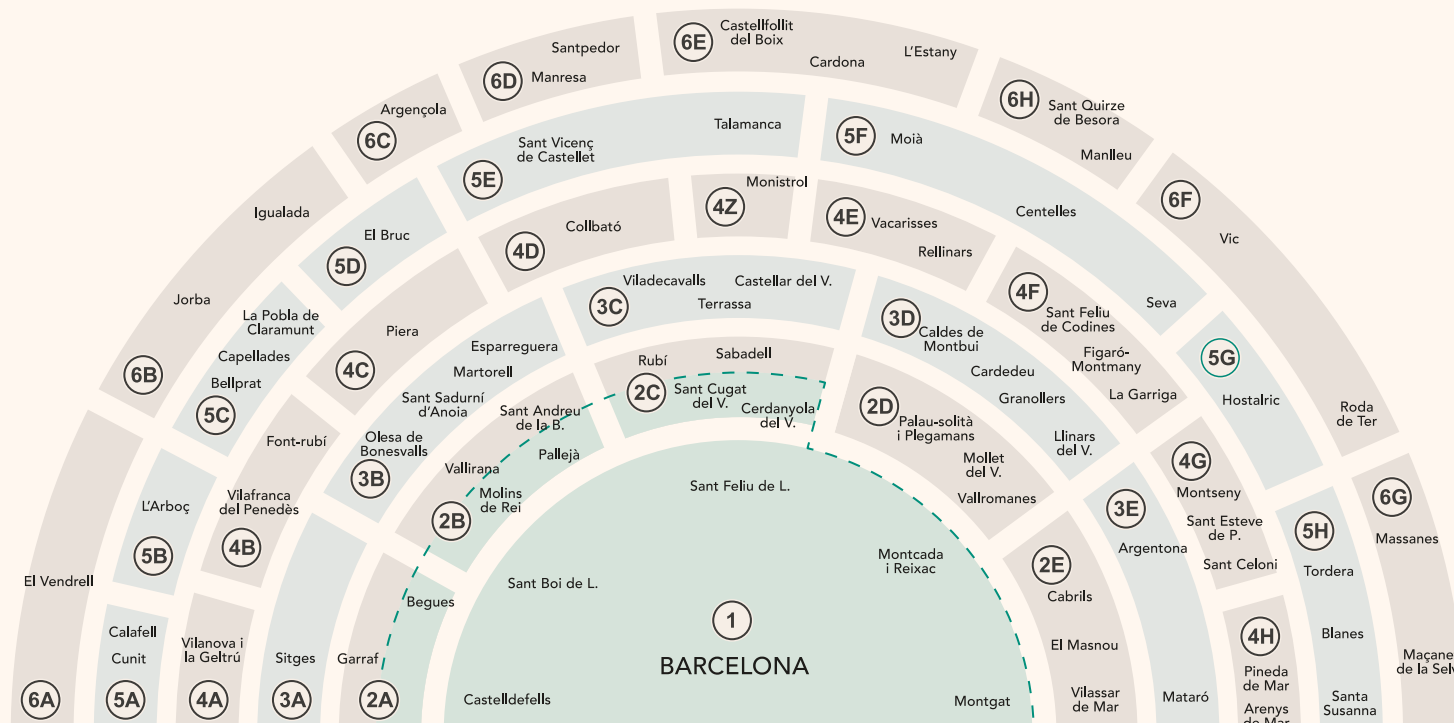 6E
Castellfollit
del Boix
Cardona
L'Estany
6D
Santpedor
Manresa
6H
Sant Quirze
de Besora
Manlleu
6C
Argençola
5E
Sant Vicenç
de Castellet
Talamanca
5F
Moià
Centelles
Seva
6F
Vic
Roda
de Ter
Igualada
Jorba
6B
5D
El Bruc
4D
Collbató
4Z
Monistrol
4E
Vacarisses
Rellinars
4F
Sant Feliu
de Codines
Figaró-
Montmany
La Garriga
5G
Hostalric
La Pobla de
Claramunt
Capellades
Bellprat
5C
Piera
4C
Font-rubí
3C
Viladecavalls
Castellar del V.
Terrassa
3D
Caldes de
Montbui
Cardedeu
Granollers
Llinars
del V.
Esparreguera
Martorell
Sant Sadurní
d'Anoia
Olesa de
Bonesvalls
3B
Rubí
Sabadell
2C
Sant Cugat
del V.
Cerdanyola
del V.
2D
Palau-solità
i Plegamans
Mollet
del V.
Vallromanes
Sant Andreu
de la B.
Pallejà
Vallirana
Molins
de Rei
2B
4G
Montseny
Sant Esteve
de P.
Sant Celoni
6G
Massanes
Maçane
de la Selv
5H
Tordera
Blanes
Santa
Susanna
L'Arboç
5B
Vilafranca
del Penedès
4B
3E
Argentona
Mataró
2E
Cabrils
El Masnou
Vilassar
de Mar
4H
Pineda
de Mar
Arenys
de Mar
El Vendrell
6A
Calafell
Cunit
5A
Vilanova i
la Geltrú
4A
Sitges
3A
Garraf
Begues
2A
Sant Feliu de L.
Montcada
i Reixac
Sant Boi de L.
1
BARCELONA
Castelldefells
Montgat